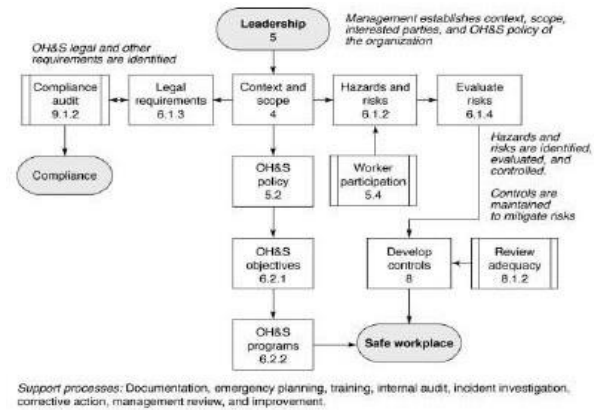 Leadership
5
Management establishes context, scope,
interested parties, and OH&S policy of
the organization
OH&S legal and other
requirements are identified
Compliance
audit
9.1.2
Legal
requirements
6.1.3
Context and
scope
4
Hazards and
risks
6.1.2
Evaluate
risks
6.1.4
Hazards and
risks are identified,
evaluated, and
controlled.
Controls are
maintained
to mitigate risks
Compliance
OH&S
policy
5.2
Worker
participation
5.4
OH&S
objectives
6.2.1
Develop
controls
8
Review
adequacy
8.1.2
OH&S
programs
6.2.2
Safe workplace
Support processes: Documentation, emergency planning, training, internal audit, incident investigation,
corrective action, management review, and improvement.